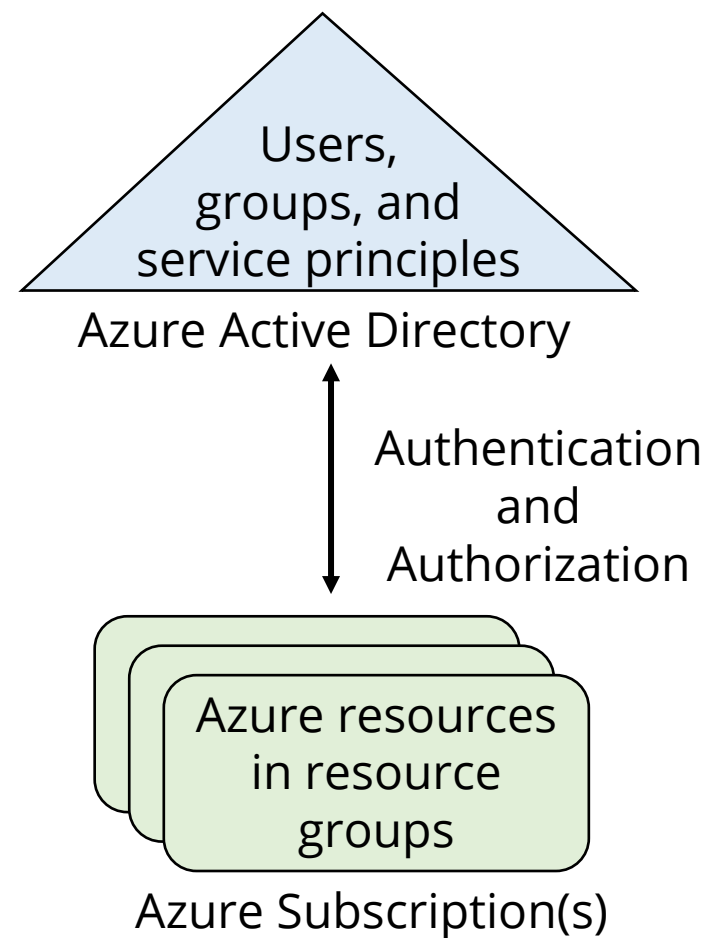 Users,
groups, and
service principles
Azure Active Directory
Authentication
and
Authorization
Azure resources
in resource
groups
Azure Subscription(s)